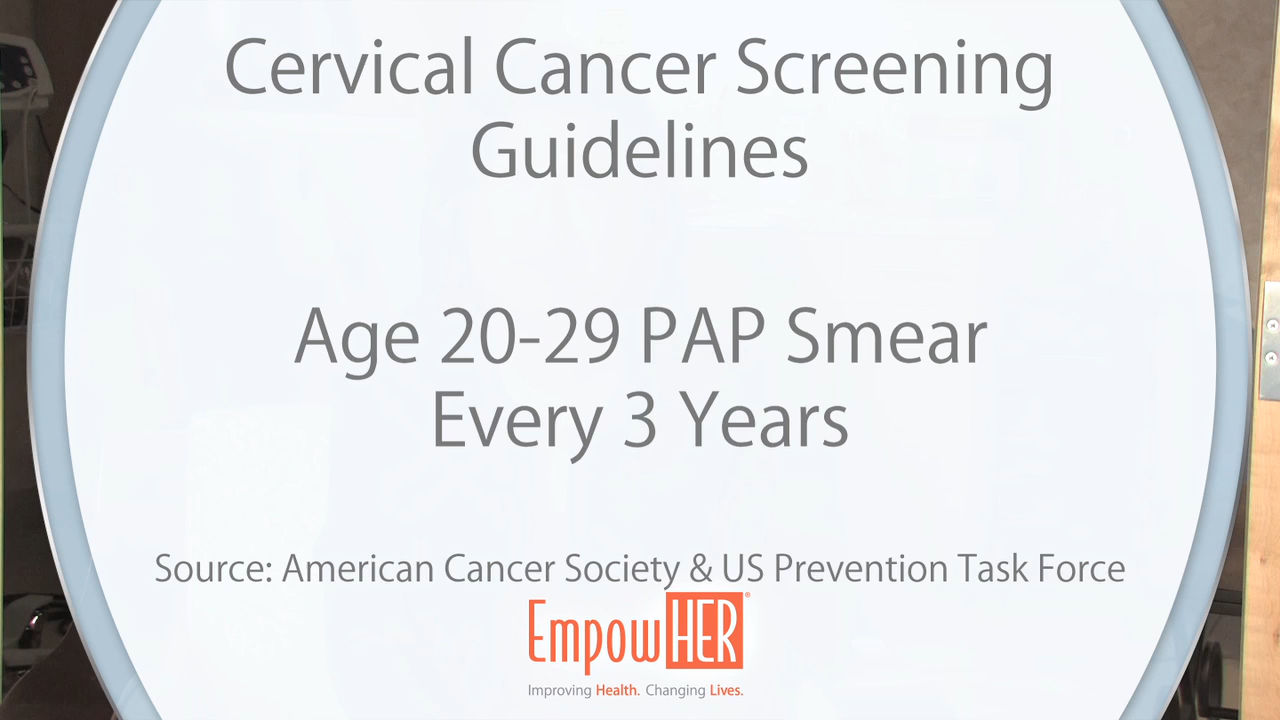 Cervical Cancer Screening
Guidelines
Age 20-29 PAP Smear
Every 3 Years
Source: American Cancer Society & US Prevention Task Force
EmpowHER®
Improving Health. Changing Lives.